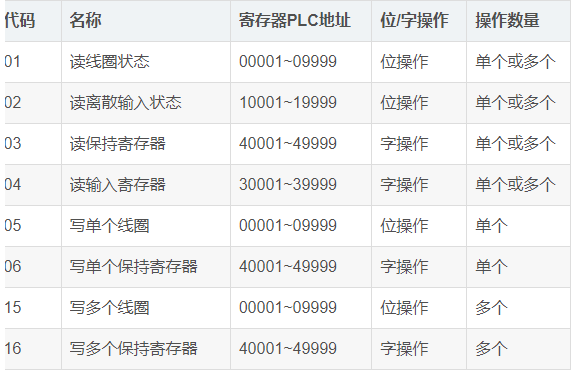 代码 名称 寄存器PLC地址 位/字操作 操作数量
01 读线圈状态 00001~09999 位操作 单个或多个
02 读离散输入状态 10001~19999 位操作 单个或多个
03 读保持寄存器 40001~49999 字操作 单个或多个
04 读输入寄存器 30001~39999 字操作 单个或多个
05 写单个线圈 00001~09999 位操作 单个
06 写单个保持寄存器 40001~49999 字操作 单个
15 写多个线圈 00001~09999 位操作 多个
16 写多个保持寄存器 40001~49999 字操作 多个